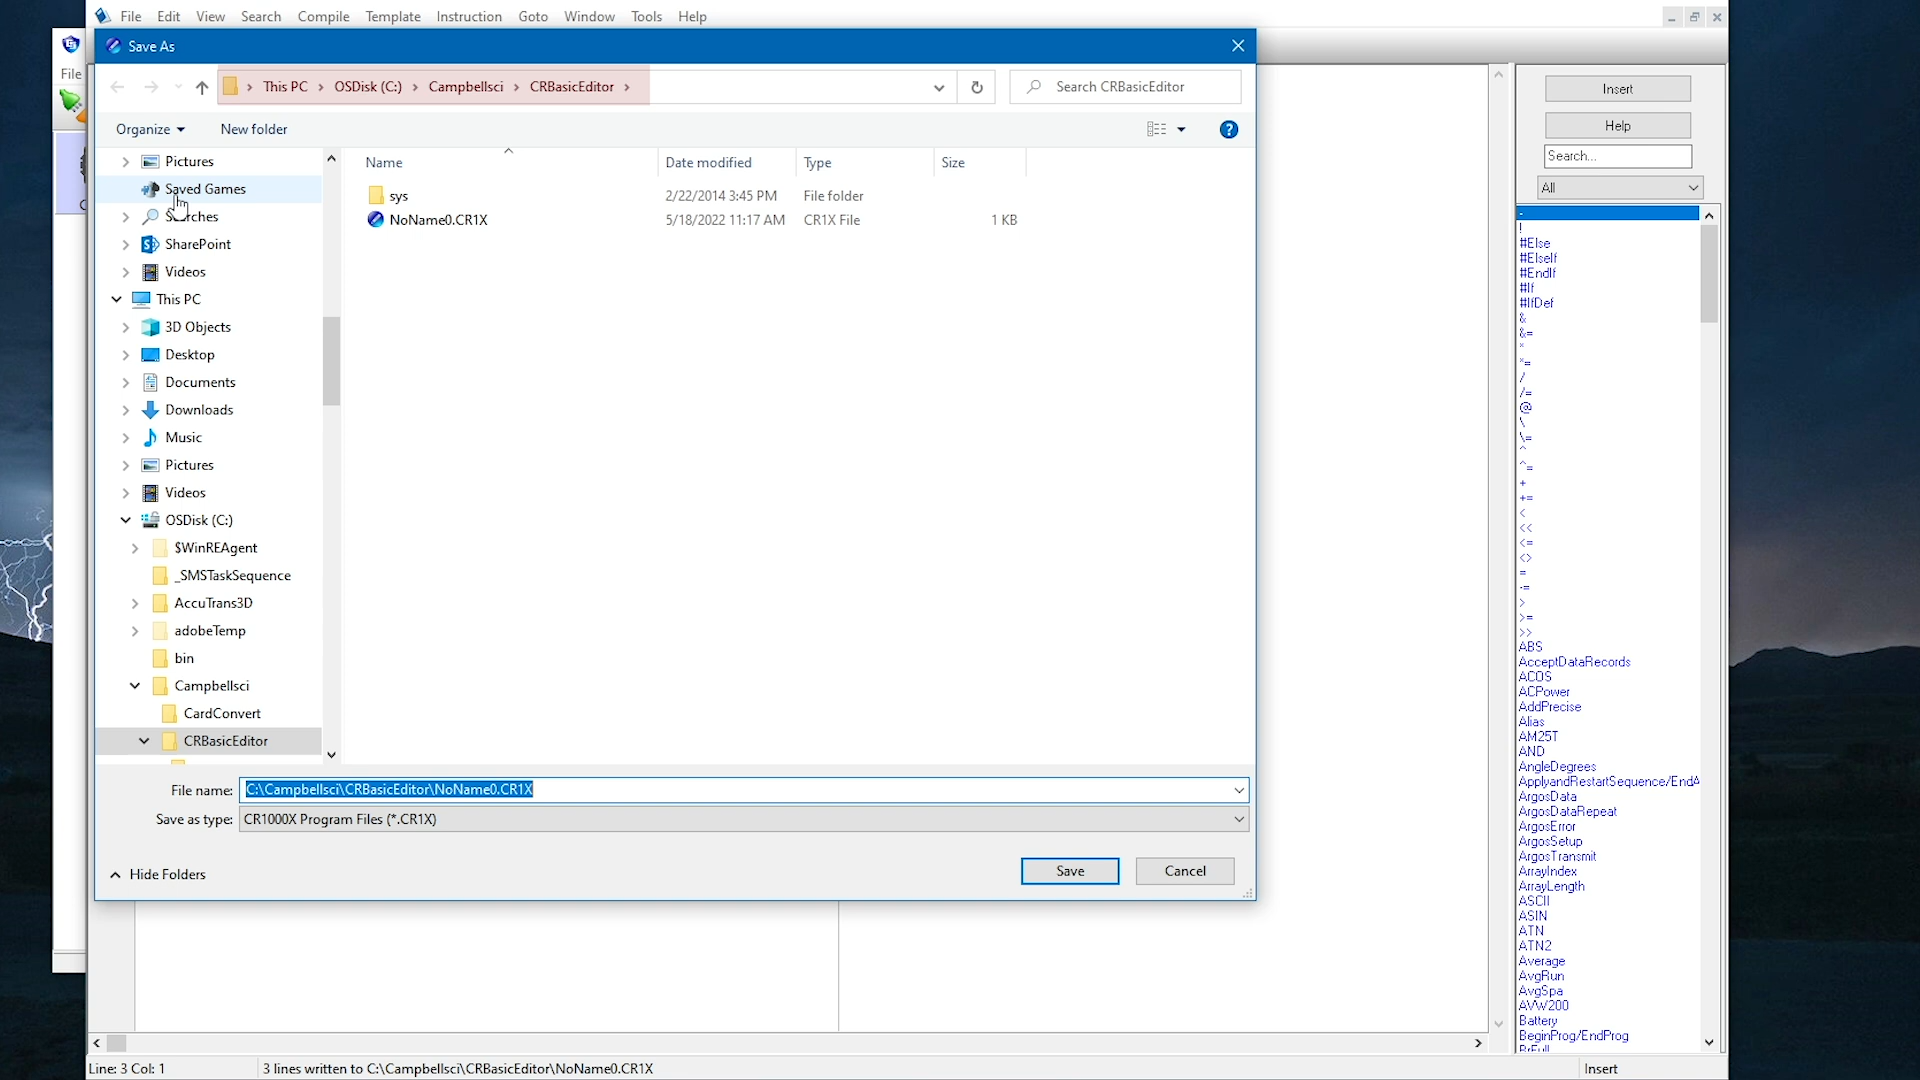 File Edit View Search Compile Template Instruction Goto Window Tools Help
Save As
File
This PC > OSDisk (C:) > Campbellsci > CRBasicEditor >
Search CRBasicEditor
Organize
New folder
Name
Date modified
Type
Size
sys
2/22/2014 3:45 PM
File folder
NoName0.CR1X
5/18/2022 11:17 AM
CR1X File
1 KB
Pictures
Saved Games
SharePoint
Videos
This PC
3D Objects
Desktop
Documents
Downloads
Music
Pictures
Videos
OSDisk (C:)
$WinREAgent
_SMSTaskSequence
AccuTrans3D
adobeTemp
bin
Campbellsci
CardConvert
CRBasicEditor
File name: C:\Campbellsci\CRBasicEditor\NoName0.CR1X
Save as type: CR1000X Program Files (*.CR1X)
Hide Folders
Save
Cancel
Insert
Help
Search...
All
-
!
#Else
#ElseIf
#EndIf
#If
#IfDef
&
&=
*
*=
/
/=
@
\
\=
^
^=
+
+=
<
<<
<=
<>
=
-=
>
>=
>>
ABS
AcceptDataRecords
ACOS
ACPower
AddPrecise
Alias
AM25T
AND
AngleDegrees
ApplyandRestartSequence/EndA
ArgosData
ArgosDataRepeat
ArgosError
ArgosSetup
ArgosTransmit
ArrayIndex
ArrayLength
ASCII
ASIN
ATN
ATN2
Average
AvgRun
AvgSpa
AVW200
Battery
BeginProg/EndProg
BrFull
Line: 3 Col: 1
3 lines written to C:\Campbellsci\CRBasicEditor\NoName0.CR1X
Insert